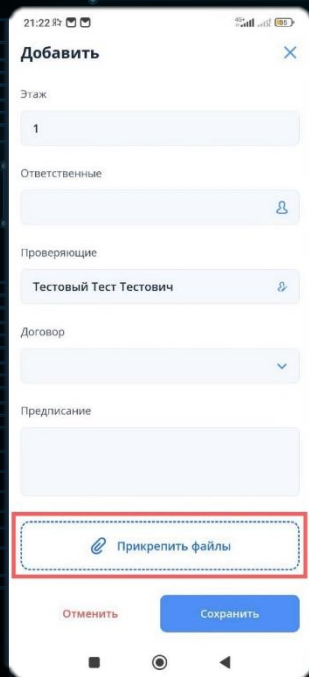 21:22
Добавить
Этаж
1
Ответственные
Проверяющие
Тестовый Тест Тестович
Договор
Предписание
Прикрепить файлы
Отменить
Сохранить